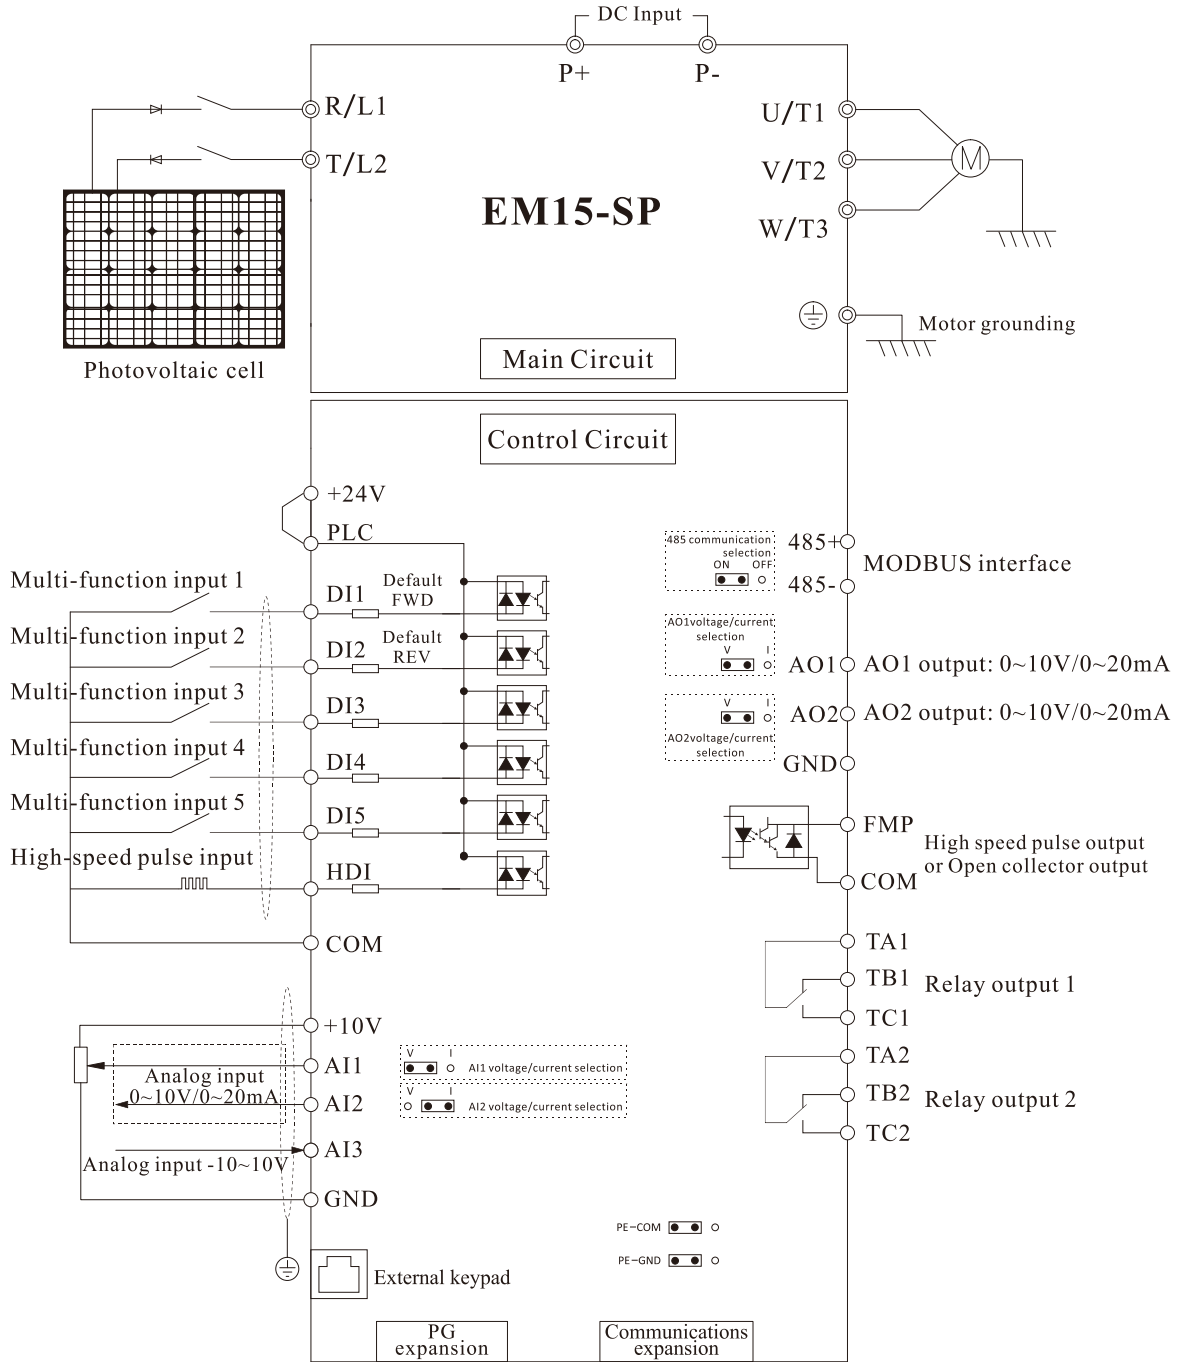 DC Input
P+
P-
R/L1
T/L2
U/T1
V/T2
W/T3
M
EM15-SP
Motor grounding
Photovoltaic cell
Main Circuit
Control Circuit
+24V
PLC
Multi-function input 1
DI1
Default
FWD
Multi-function input 2
DI2
Default
REV
Multi-function input 3
DI3
Multi-function input 4
DI4
Multi-function input 5
DI5
High-speed pulse input
HDI
COM
485 communication
selection
ON OFF
485+
485-
MODBUS interface
AO1voltage/current
selection
V I
AO1
AO1 output: 0~10V/0~20mA
V I
AO2voltage/current
selection
AO2
AO2 output: 0~10V/0~20mA
GND
FMP
COM
High speed pulse output
or Open collector output
TA1
TB1
TC1
Relay output 1
TA2
TB2
TC2
Relay output 2
+10V
AI1
Analog input
0~10V/0~20mA
AI2
V I
AI1 voltage/current selection
V I
AI2 voltage/current selection
AI3
Analog input -10~10V
GND
PE-COM
PE-GND
External keypad
PG
expansion
Communications
expansion